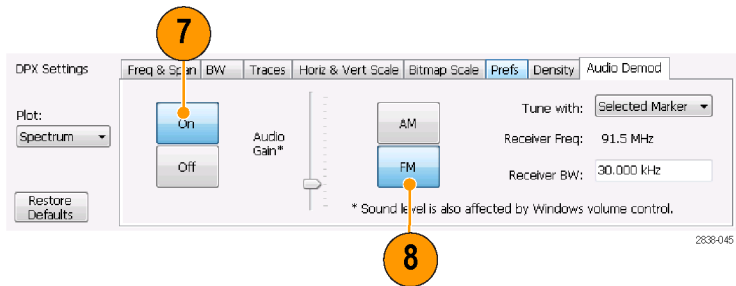 7
DPX Settings
Freq & Span BW Traces Horiz & Vert Scale Bitmap Scale Prefs Density Audio Demod
Plot:
Spectrum
On
Off
Audio
Gain*
AM
FM
Tune with: Selected Marker
Receiver Freq: 91.5 MHz
Receiver BW: 30.000 kHz
Restore
Defaults
* Sound level is also affected by Windows volume control.
2838-045
8